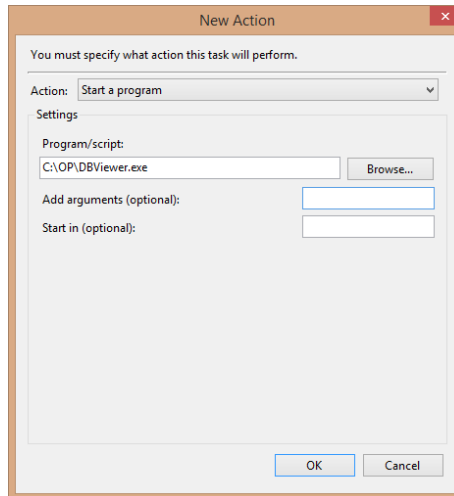 New Action
You must specify what action this task will perform.
Action: Start a program
Settings
Program/script:
C:\OP\DBViewer.exe Browse...
Add arguments (optional):
Start in (optional):
OK Cancel